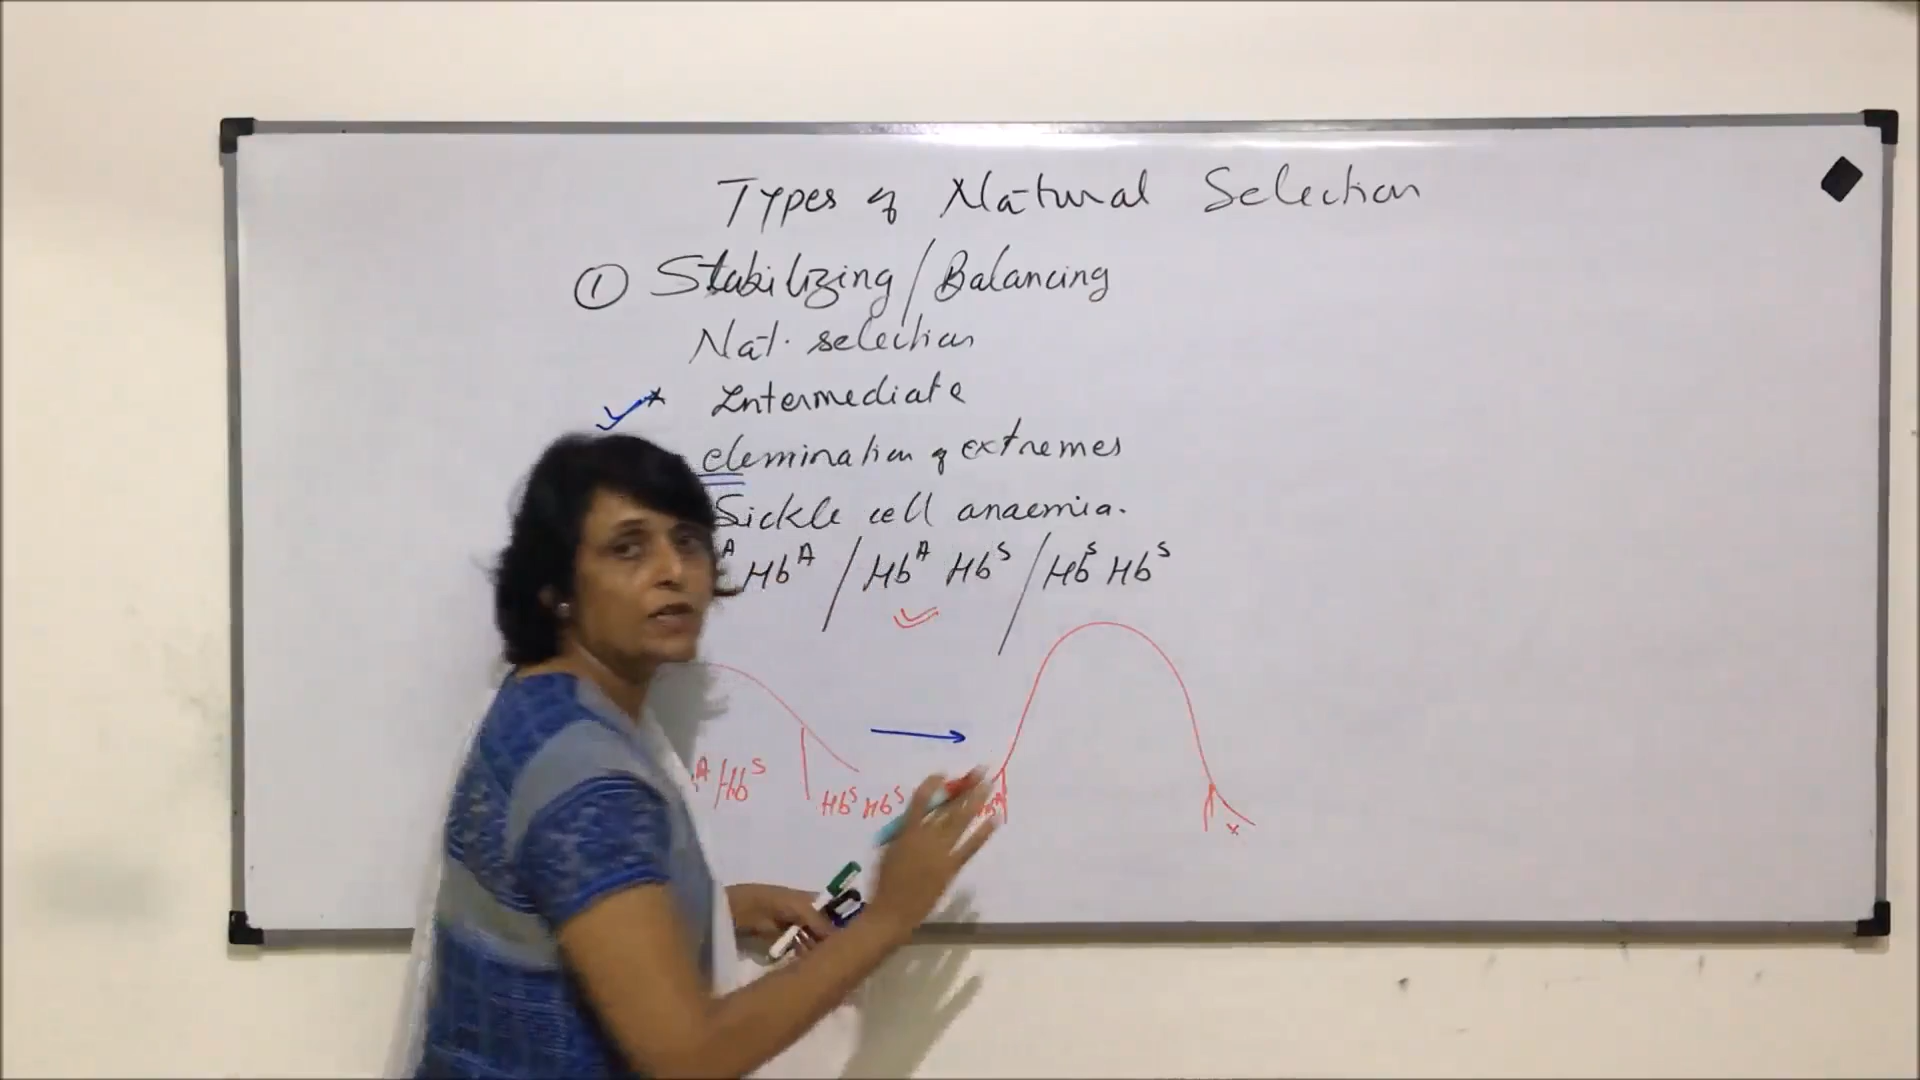 Types of Natural Selection
① Stabilizing / Balancing
Nat. selection
* Intermediate
elemination of extremes
Sickle cell anaemia.
A Hb^A / Hb^A Hb^S / Hb^S Hb^S
A/Hb^S
Hb^S Hb^S
x